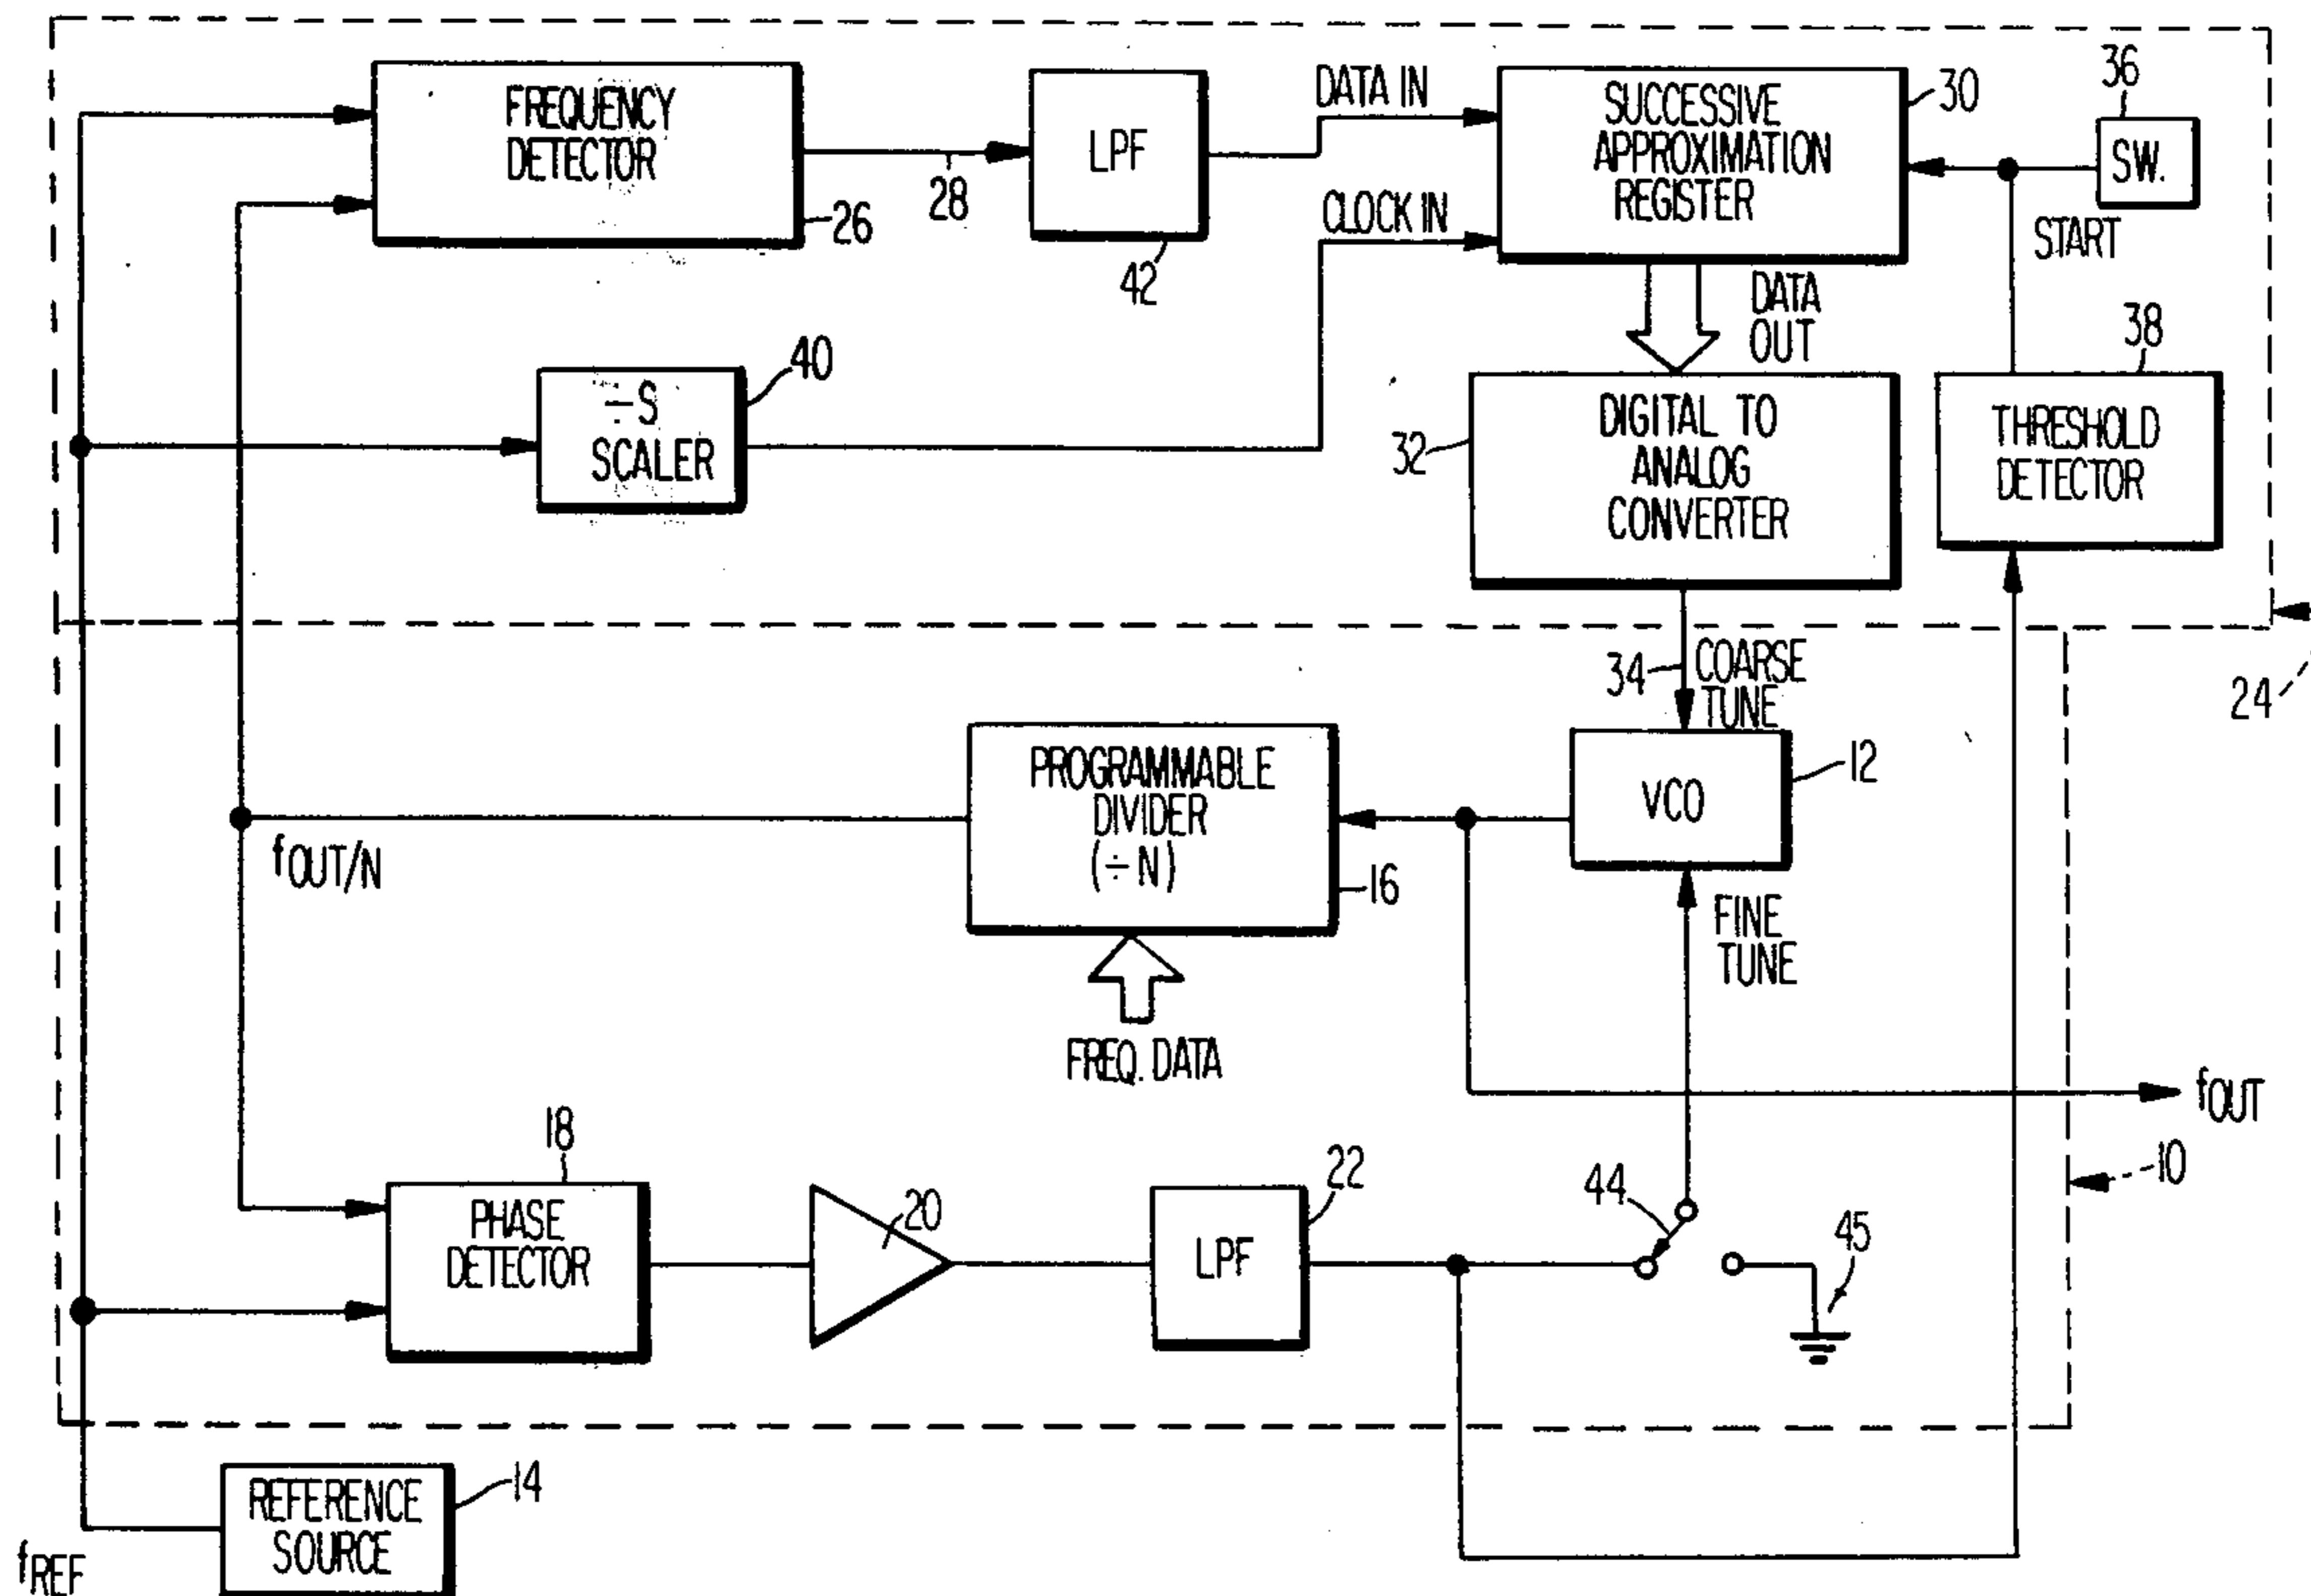 FREQUENCY
DETECTOR
26
28
LPF
42
DATA IN
CLOCK IN
SUCCESSIVE
APPROXIMATION
REGISTER
30
36
SW.
START
DATA
OUT
38
÷S
SCALER
40
32
DIGITAL TO
ANALOG
CONVERTER
THRESHOLD
DETECTOR
34
COARSE
TUNE
24
PROGRAMMABLE
DIVIDER
(÷N)
16
VCO
12
fOUT/N
FINE
TUNE
FREQ. DATA
fOUT
18
PHASE
DETECTOR
20
22
LPF
44
45
10
REFERENCE
SOURCE
14
fREF